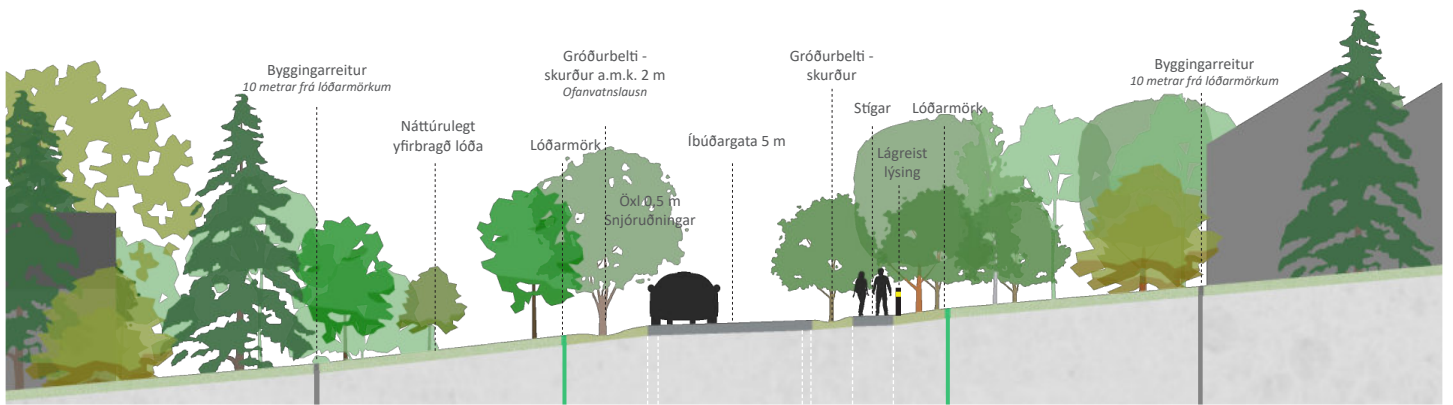 Byggingarreitur
10 metrar frá lóðarmörkum
Náttúrulegt
yfirbragð lóða
Gróðurbelti -
skurður a.m.k. 2 m
Ofanvatnslausn
Lóðarmörk
Öxl 0,5 m
Snjóruðningar
Íbúðargata 5 m
Gróðurbelti -
skurður
Stígar
Lágreist
lýsing
Lóðarmörk
Byggingarreitur
10 metrar frá lóðarmörkum